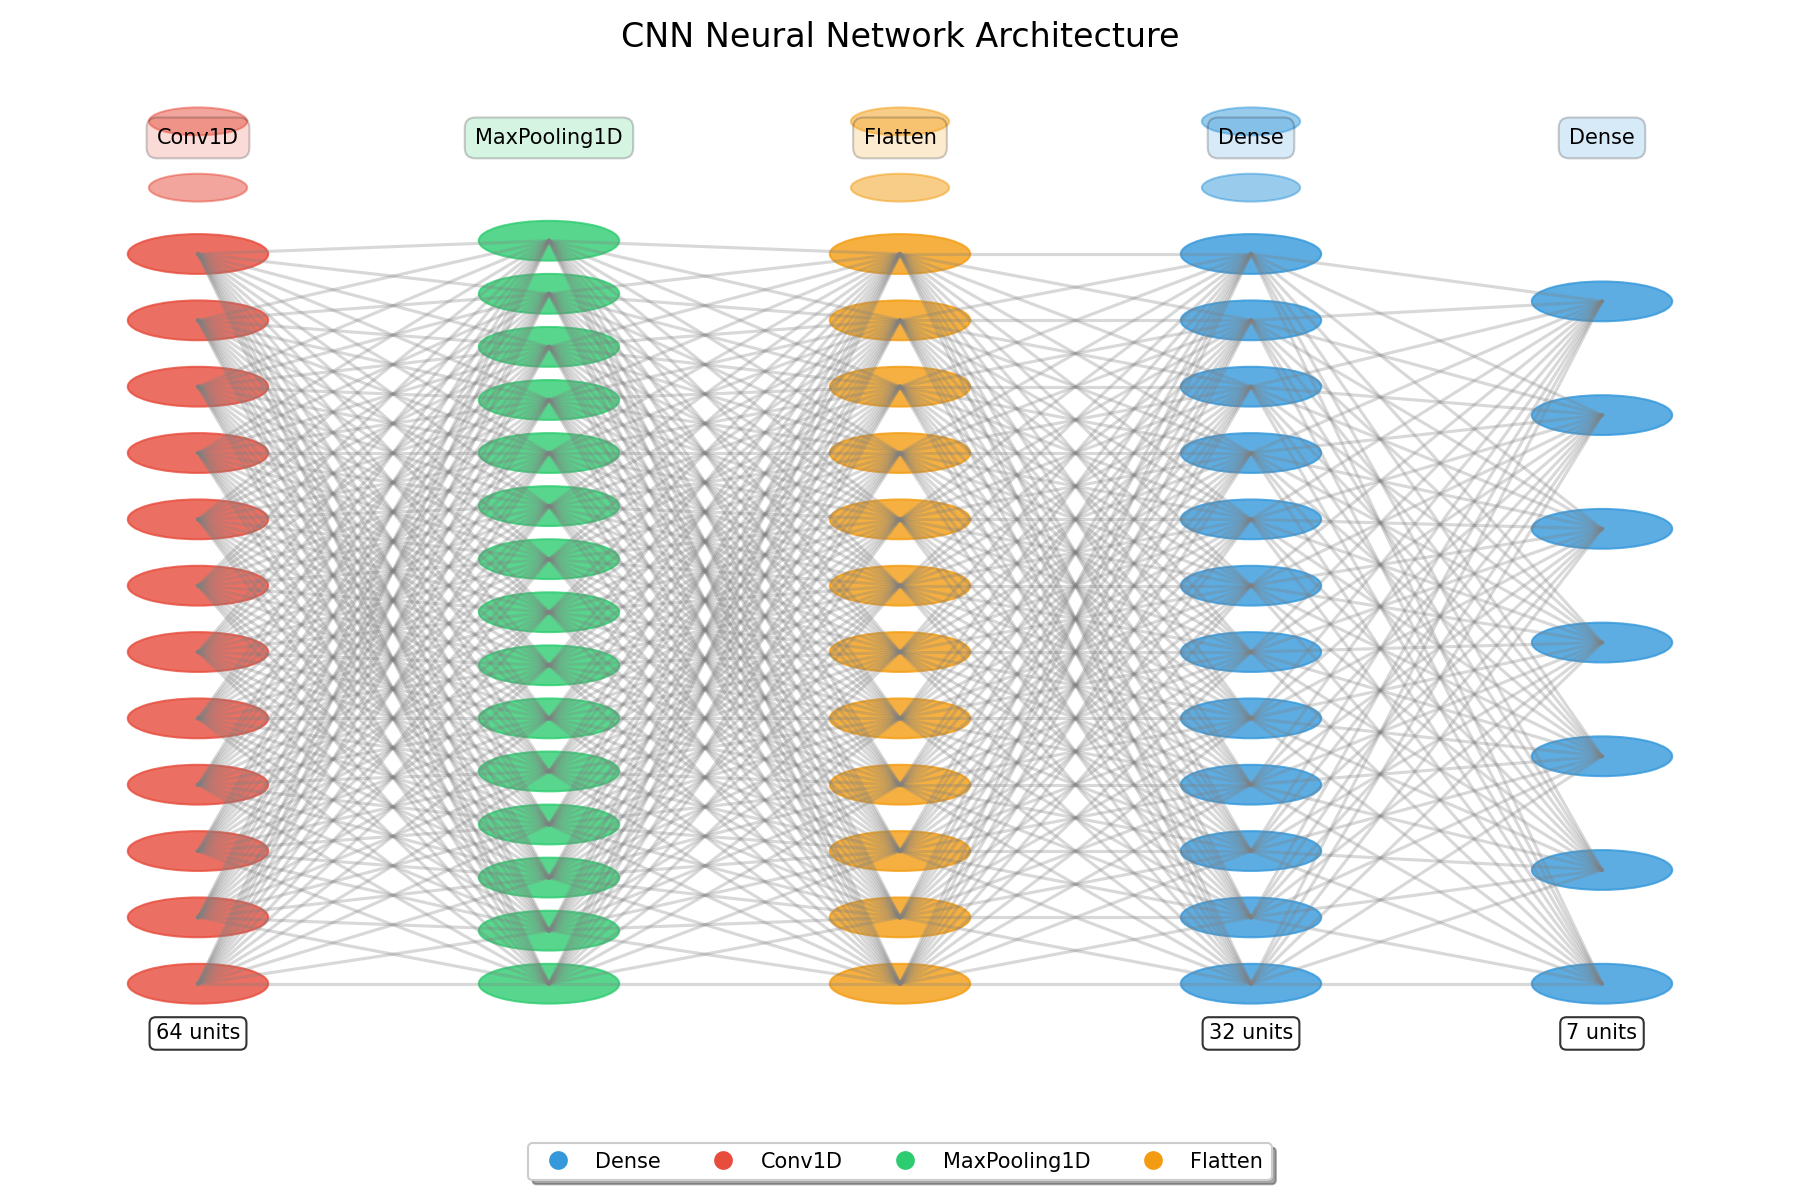 CNN Neural Network Architecture
Conv1D
MaxPooling1D
Flatten
Dense
Dense
64 units
32 units
7 units
Dense
Conv1D
MaxPooling1D
Flatten